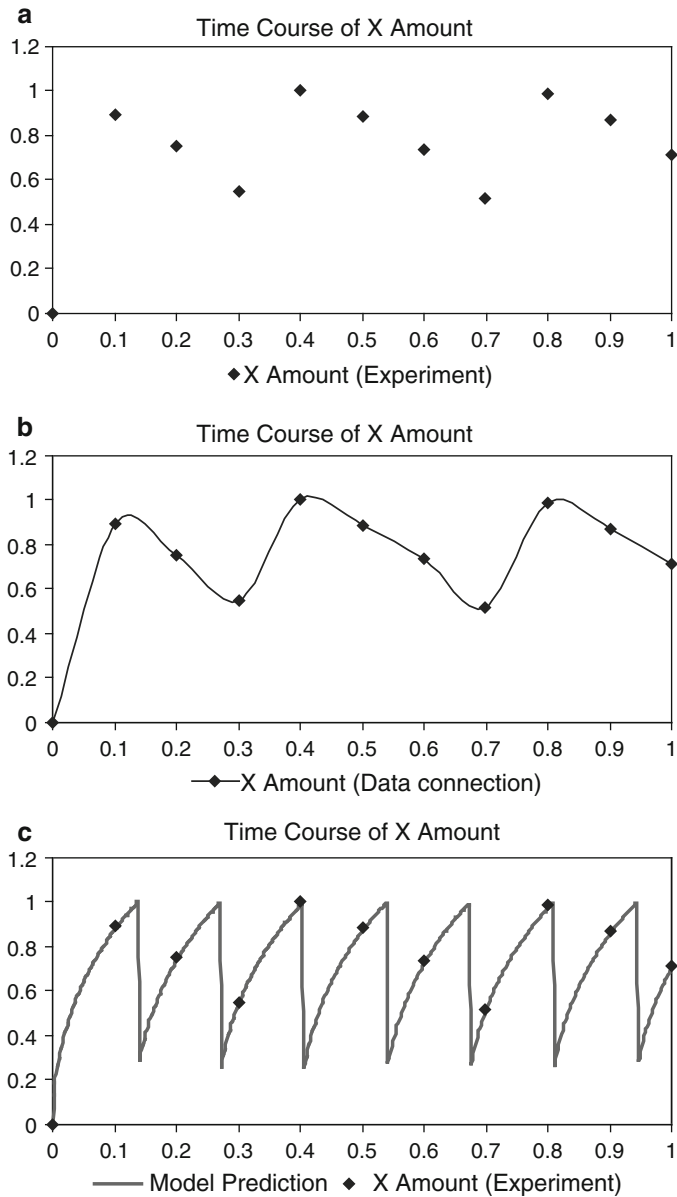 a
Time Course of X Amount
1.2
1
0.8
0.6
0.4
0.2
0
0 0.1 0.2 0.3 0.4 0.5 0.6 0.7 0.8 0.9 1
X Amount (Experiment)
b
Time Course of X Amount
1.2
1
0.8
0.6
0.4
0.2
0
0 0.1 0.2 0.3 0.4 0.5 0.6 0.7 0.8 0.9 1
X Amount (Data connection)
c
Time Course of X Amount
1.2
1
0.8
0.6
0.4
0.2
0
0 0.1 0.2 0.3 0.4 0.5 0.6 0.7 0.8 0.9 1
Model Prediction X Amount (Experiment)